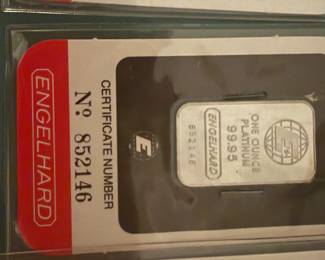 ENGELHARD
CERTIFICATE NUMBER
Nº 852146
E
ONE OUNCE
PLATINUM
99.95
ENGELHARD
852146